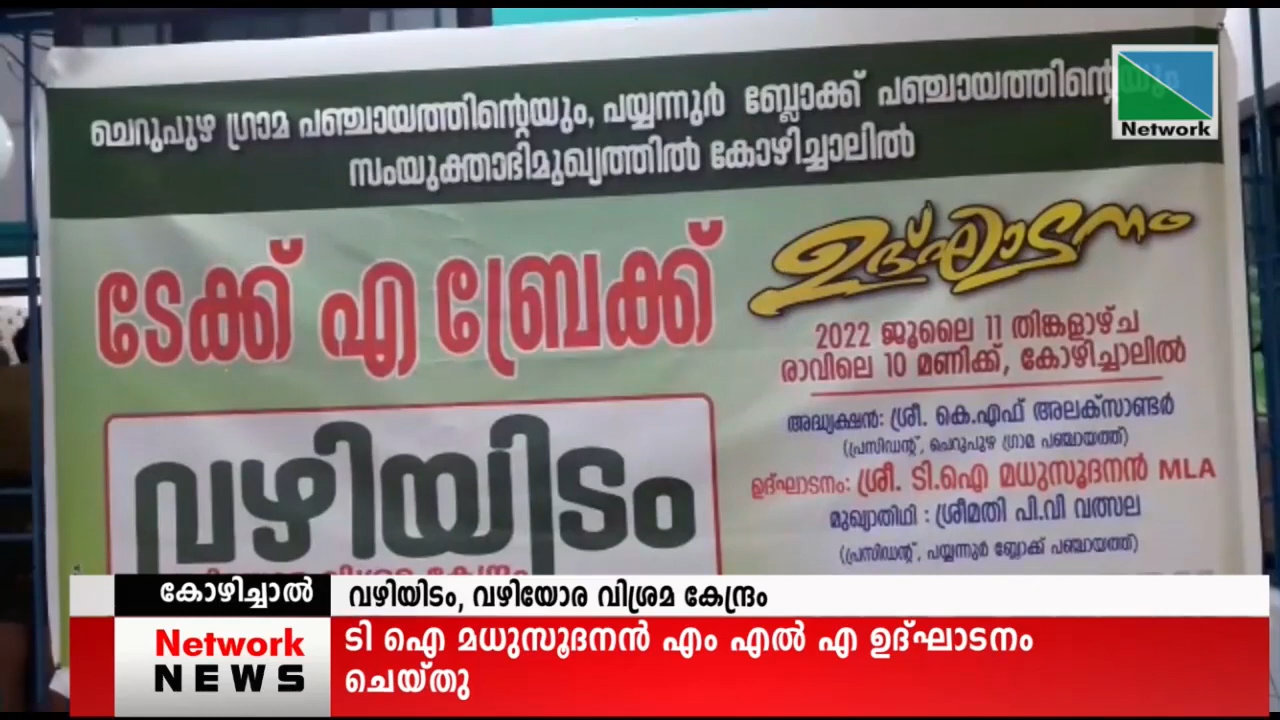 ചെറുപുഴ ഗ്രാമ പഞ്ചായത്തിന്റെയും, പയ്യന്നൂർ ബ്ലോക്ക് പഞ്ചായത്തിന്റെയും
സംയുക്താഭിമുഖ്യത്തിൽ കോഴിച്ചാലിൽ
Network
ടേക്ക് എ ബ്രേക്ക്
വഴിയിടം
ഉദ്ഘാടനം
2022 ജൂലൈ 11 തിങ്കളാഴ്ച
രാവിലെ 10 മണിക്ക്, കോഴിച്ചാലിൽ
അദ്ധ്യക്ഷൻ: ശ്രീ. കെ.എഫ് അലക്സാണ്ടർ
(പ്രസിഡന്റ്, ചെറുപുഴ ഗ്രാമ പഞ്ചായത്ത്)
ഉദ്ഘാടനം: ശ്രീ. ടി.ഐ മധുസൂദനൻ MLA
മുഖ്യാതിഥി : ശ്രീമതി പി.വി വത്സല
(പ്രസിഡന്റ്, പയ്യന്നൂർ ബ്ലോക്ക് പഞ്ചായത്ത്)
കോഴിച്ചാൽ വഴിയിടം, വഴിയോര വിശ്രമ കേന്ദ്രം
Network NEWS
ടി ഐ മധുസൂദനൻ എം എൽ എ ഉദ്ഘാടനം
ചെയ്തു